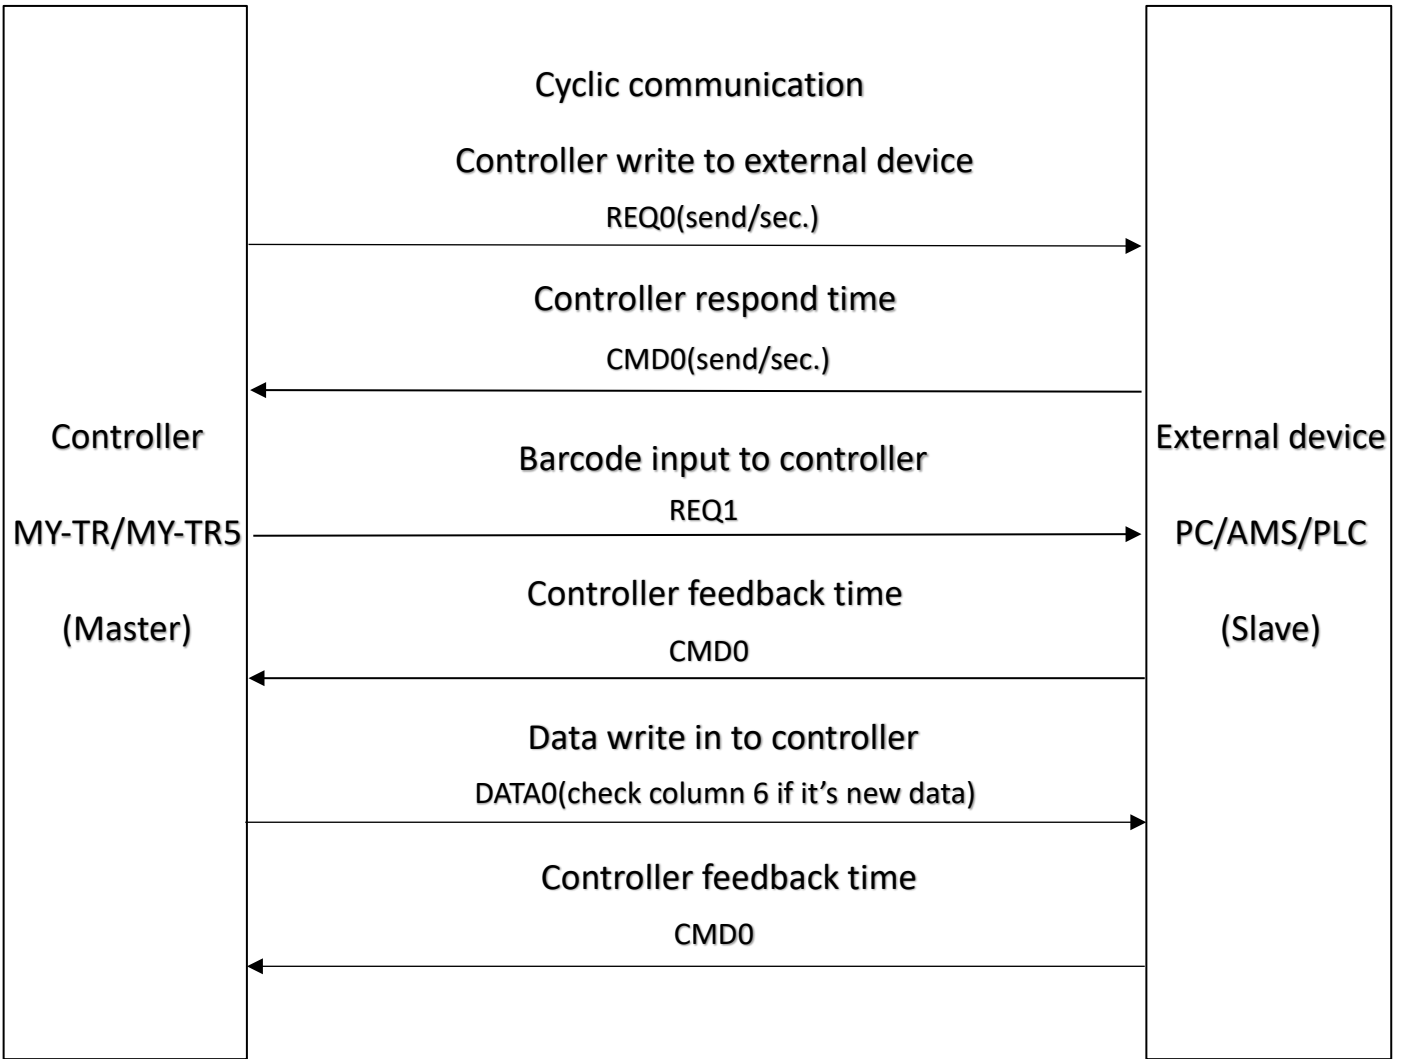 Cyclic communication
Controller write to external device
REQ0(send/sec.)
Controller respond time
CMD0(send/sec.)
Controller
MY-TR/MY-TR5
(Master)
Barcode input to controller
REQ1
Controller feedback time
CMD0
Data write in to controller
DATA0(check column 6 if it’s new data)
Controller feedback time
CMD0
External device
PC/AMS/PLC
(Slave)